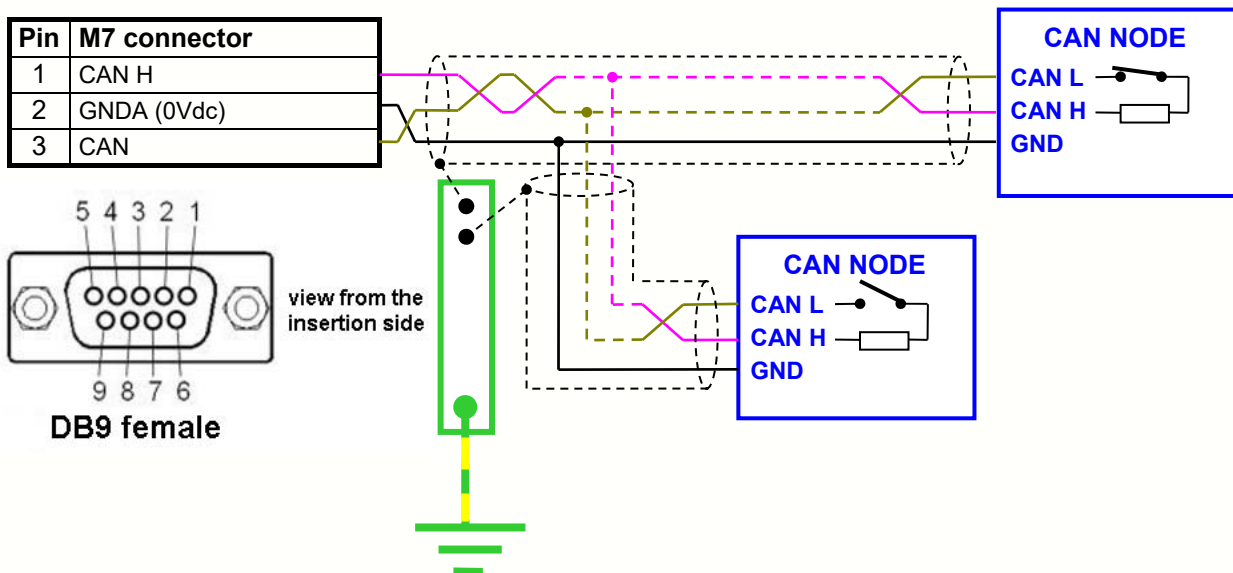 Pin M7 connector
1 CAN H
2 GNDA (0Vdc)
3 CAN
CAN NODE
CAN L
CAN H
GND
5 4 3 2 1
view from the
insertion side
9 8 7 6
DB9 female
CAN NODE
CAN L
CAN H
GND